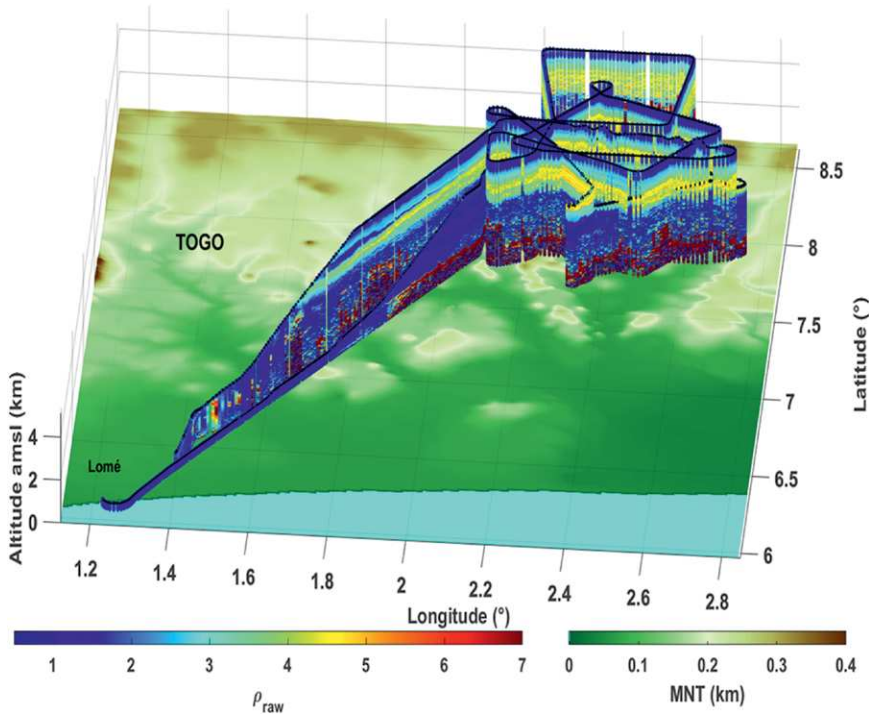 TOGO
Lomé
Altitude amsl (km)
4
2
0
8.5
8
7.5
7
6.5
6
Latitude (°)
1.2 1.4 1.6 1.8 2 2.2 2.4 2.6 2.8
Longitude (°)
1 2 3 4 5 6 7
ρraw
0 0.1 0.2 0.3 0.4
MNT (km)